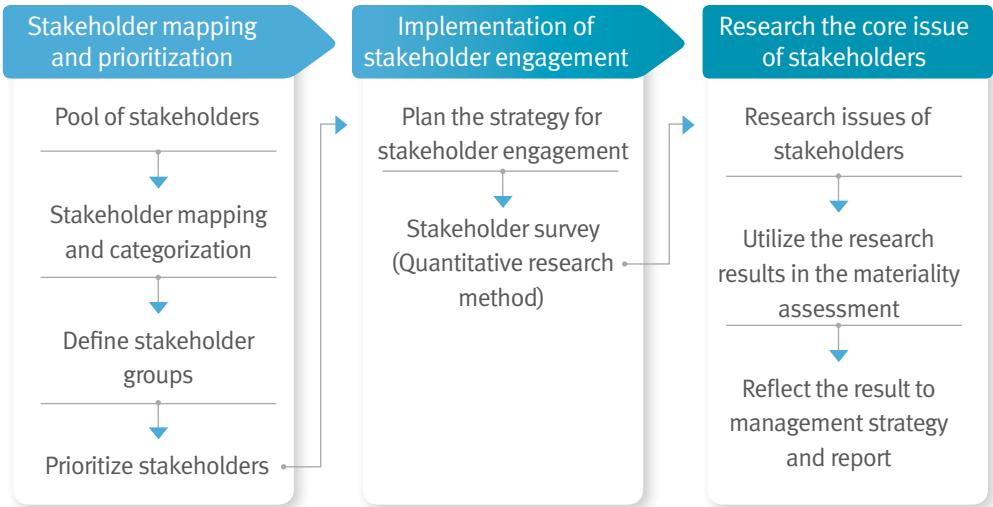 Stakeholder mapping
and prioritization
Pool of stakeholders
Stakeholder mapping
and categorization
Define stakeholder
groups
Prioritize stakeholders
Implementation of
stakeholder engagement
Plan the strategy for
stakeholder engagement
Stakeholder survey
(Quantitative research
method)
Research the core issue
of stakeholders
Research issues of
stakeholders
Utilize the research
results in the materiality
assessment
Reflect the result to
management strategy
and report